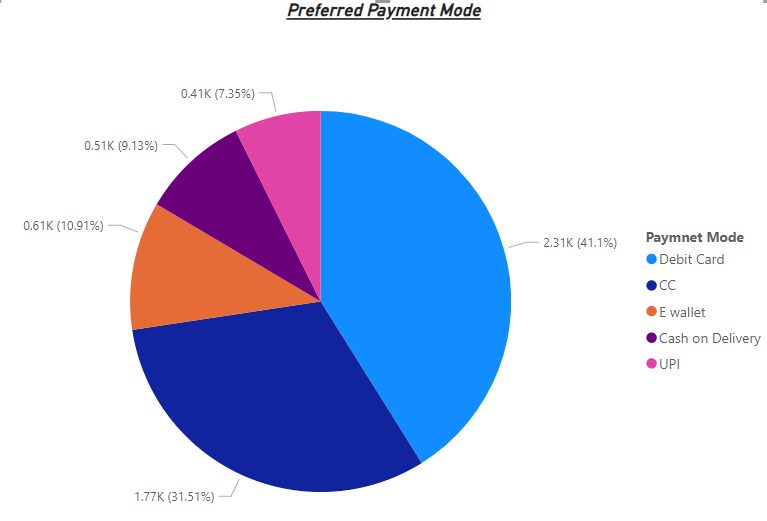 Preferred Payment Mode
0.41K (7.35%)
0.51K (9.13%)
0.61K (10.91%)
2.31K (41.1%)
1.77K (31.51%)
Paymnet Mode
Debit Card
CC
E wallet
Cash on Delivery
UPI